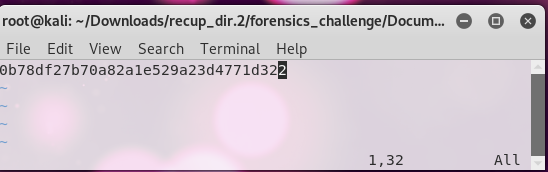 root@kali: ~/Downloads/recup_dir.2/forensics_challenge/Docum...
File Edit View Search Terminal Help
0b78df27b70a82a1e529a23d4771d322
~
~
~
~
1,32 All